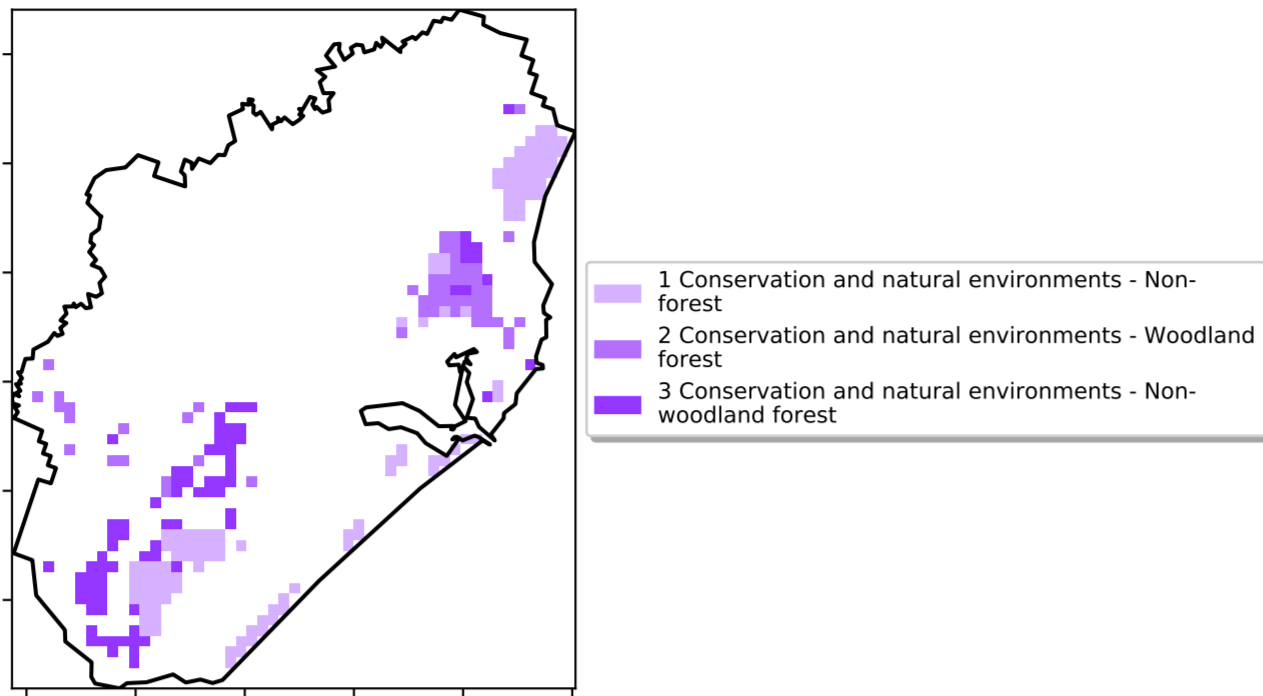 1 Conservation and natural environments - Non-
forest
2 Conservation and natural environments - Woodland
forest
3 Conservation and natural environments - Non-
woodland forest